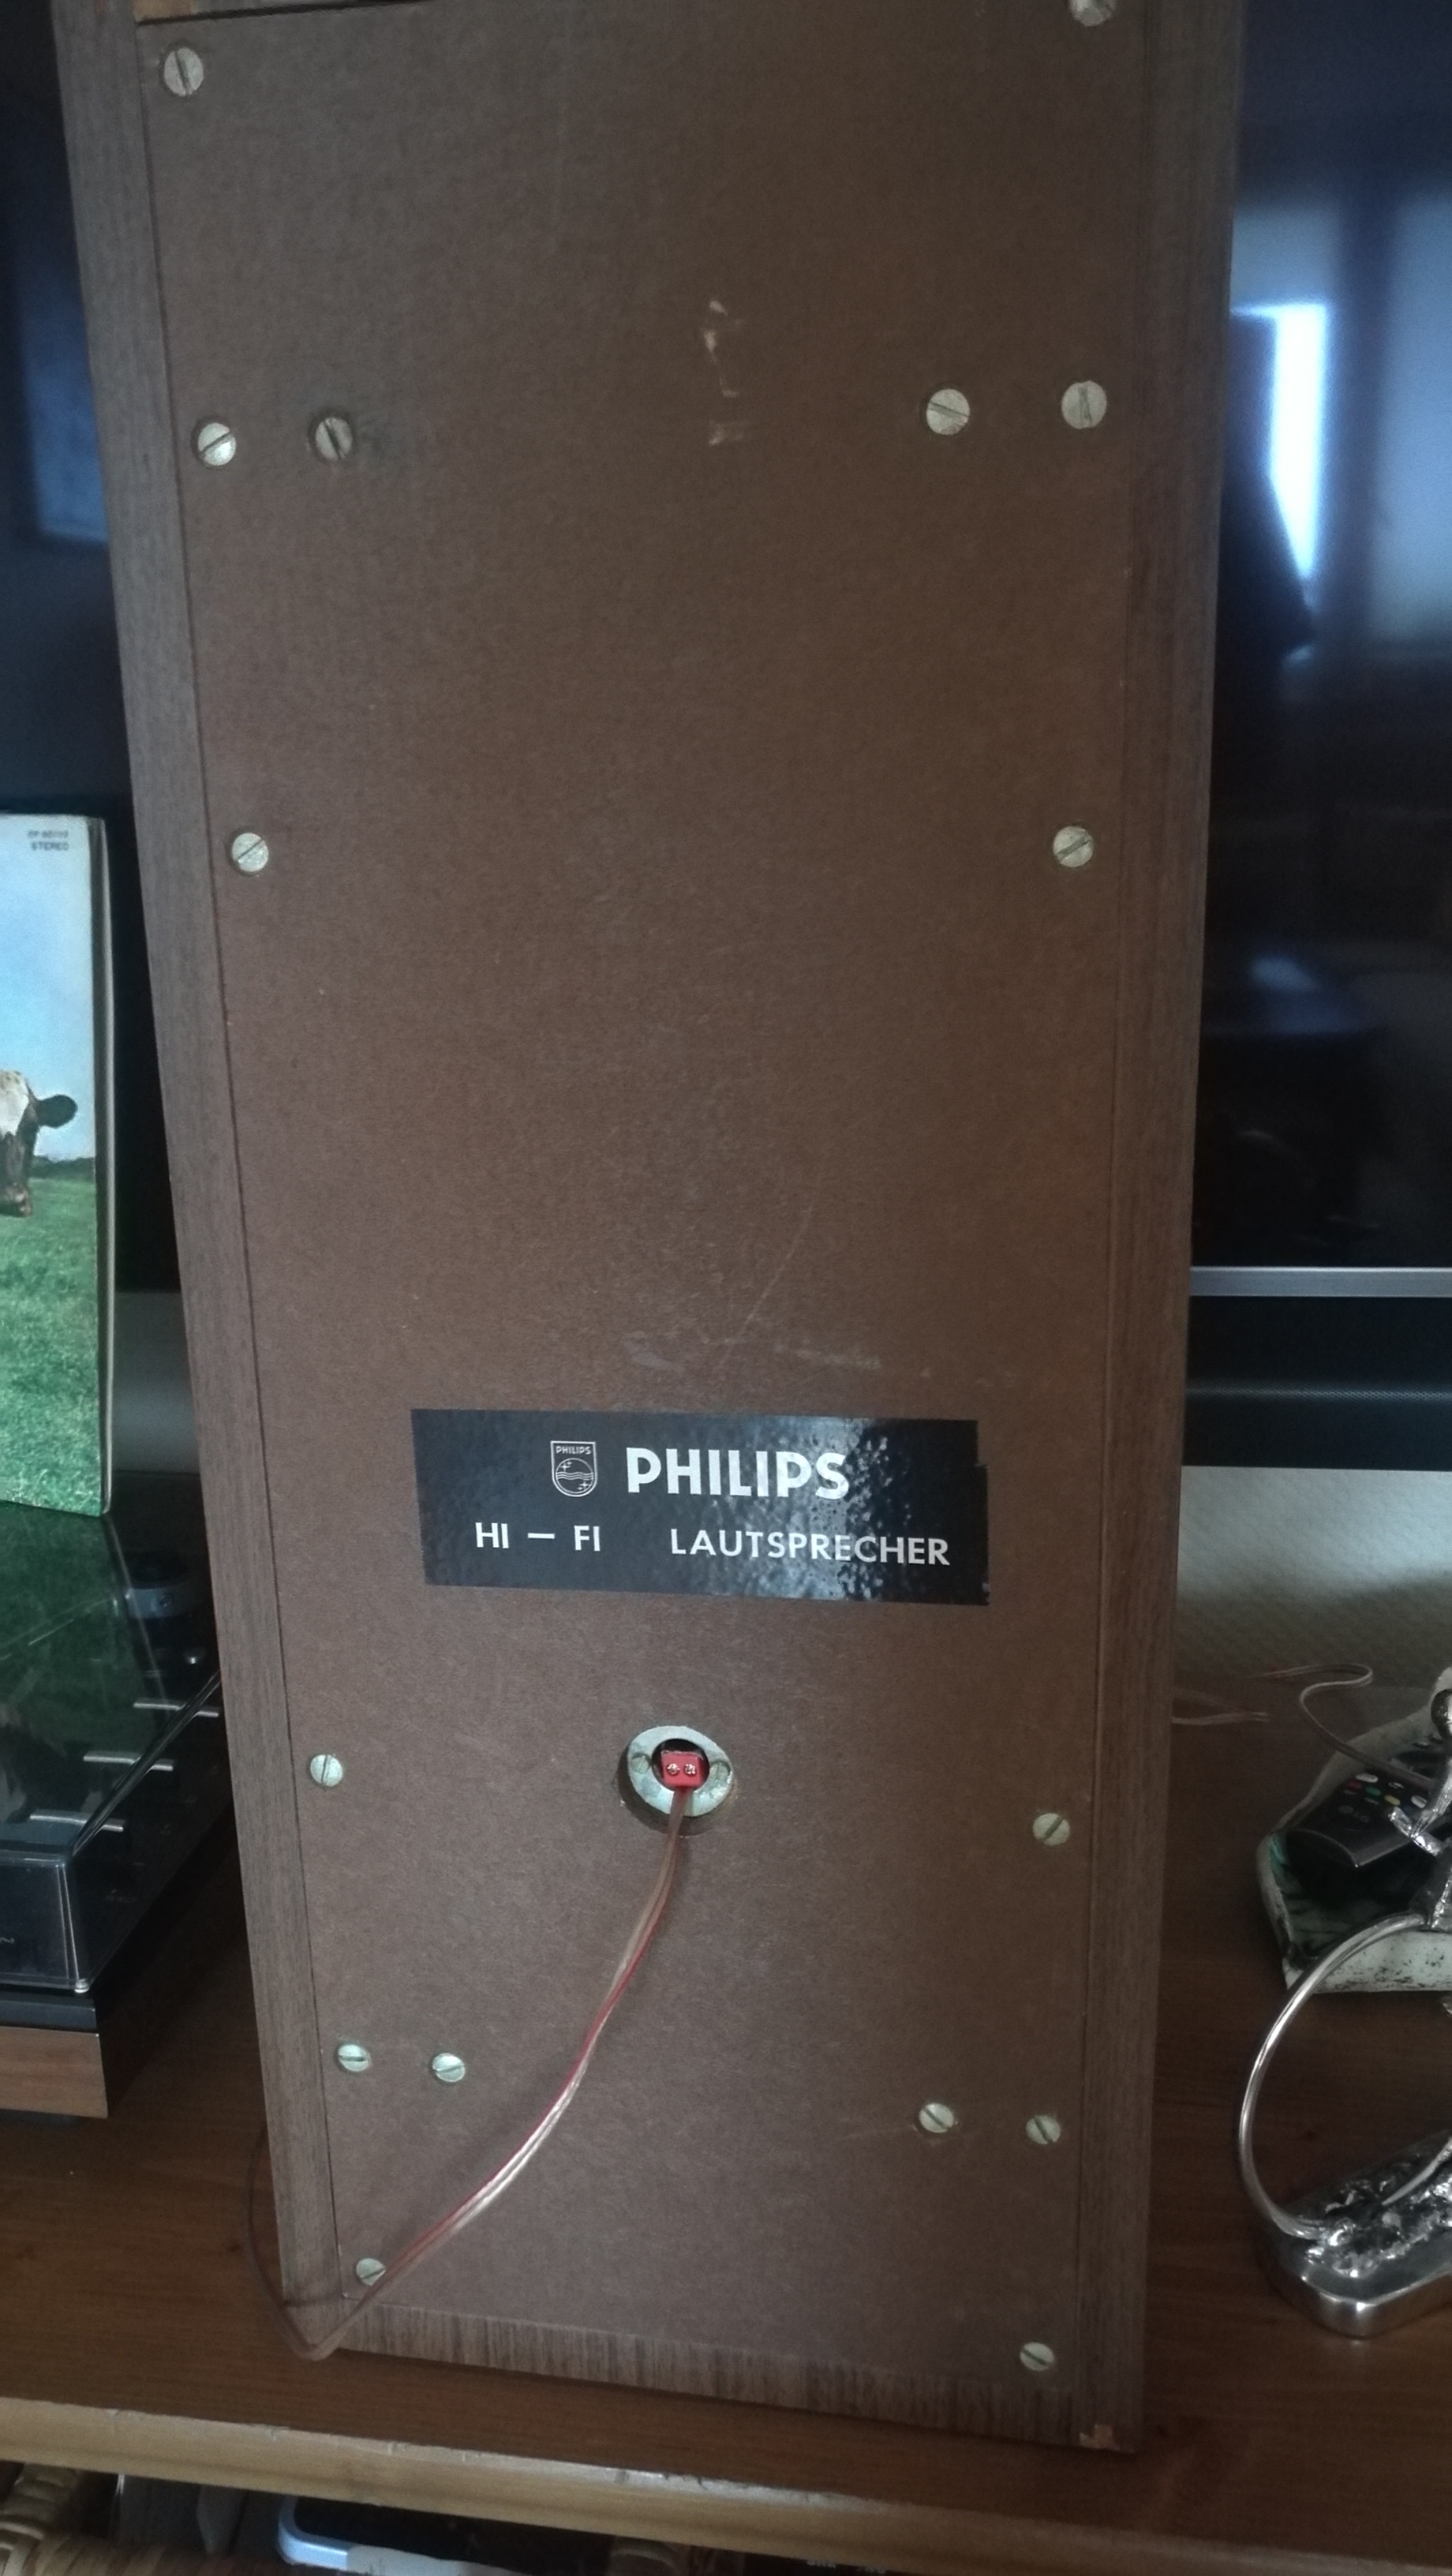 STEREO
PHILIPS
PHILIPS
HI — FI LAUTSPRECHER